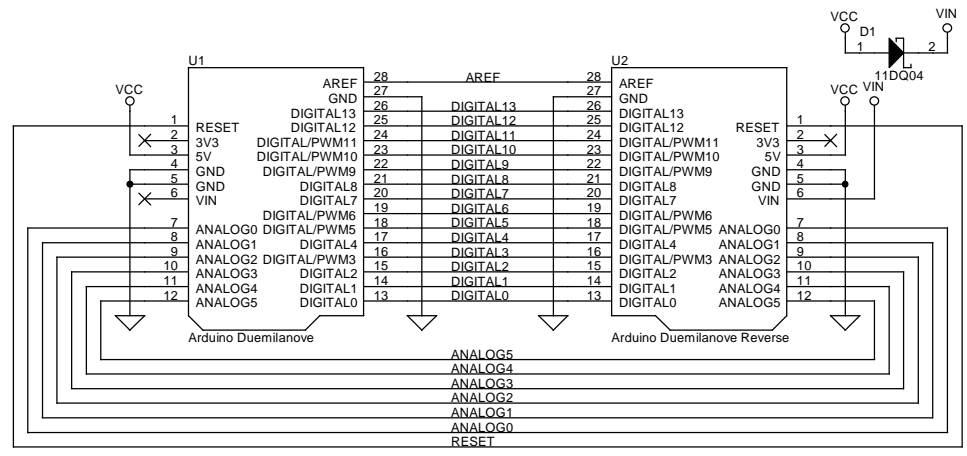 VCC VIN
D1
1 2
11DQ04
U1 U2
VCC VCC VIN
28 AREF 28
AREF AREF
27 27
GND GND
26 DIGITAL13 26
DIGITAL13 DIGITAL13
1 25 DIGITAL12 25 1
RESET DIGITAL12 DIGITAL12 RESET
2 24 DIGITAL11 24 2
3V3 DIGITAL/PWM11 DIGITAL/PWM11 3V3
3 23 DIGITAL10 23 3
5V DIGITAL/PWM10 DIGITAL/PWM10 5V
4 22 DIGITAL9 22 4
GND DIGITAL/PWM9 DIGITAL/PWM9 GND
5 21 DIGITAL8 21 5
GND DIGITAL8 DIGITAL8 GND
6 20 DIGITAL7 20 6
VIN DIGITAL7 DIGITAL7 VIN
19 DIGITAL6 19
DIGITAL/PWM6 DIGITAL/PWM6
7 18 DIGITAL5 18 7
ANALOG0 DIGITAL/PWM5 DIGITAL/PWM5 ANALOG0
8 17 DIGITAL4 17 8
ANALOG1 DIGITAL4 DIGITAL4 ANALOG1
9 16 DIGITAL3 16 9
ANALOG2 DIGITAL/PWM3 DIGITAL/PWM3 ANALOG2
10 15 DIGITAL2 15 10
ANALOG3 DIGITAL2 DIGITAL2 ANALOG3
11 14 DIGITAL1 14 11
ANALOG4 DIGITAL1 DIGITAL1 ANALOG4
12 13 DIGITAL0 13 12
ANALOG5 DIGITAL0 DIGITAL0 ANALOG5
Arduino Duemilanove Arduino Duemilanove Reverse
ANALOG5
ANALOG4
ANALOG3
ANALOG2
ANALOG1
ANALOG0
RESET